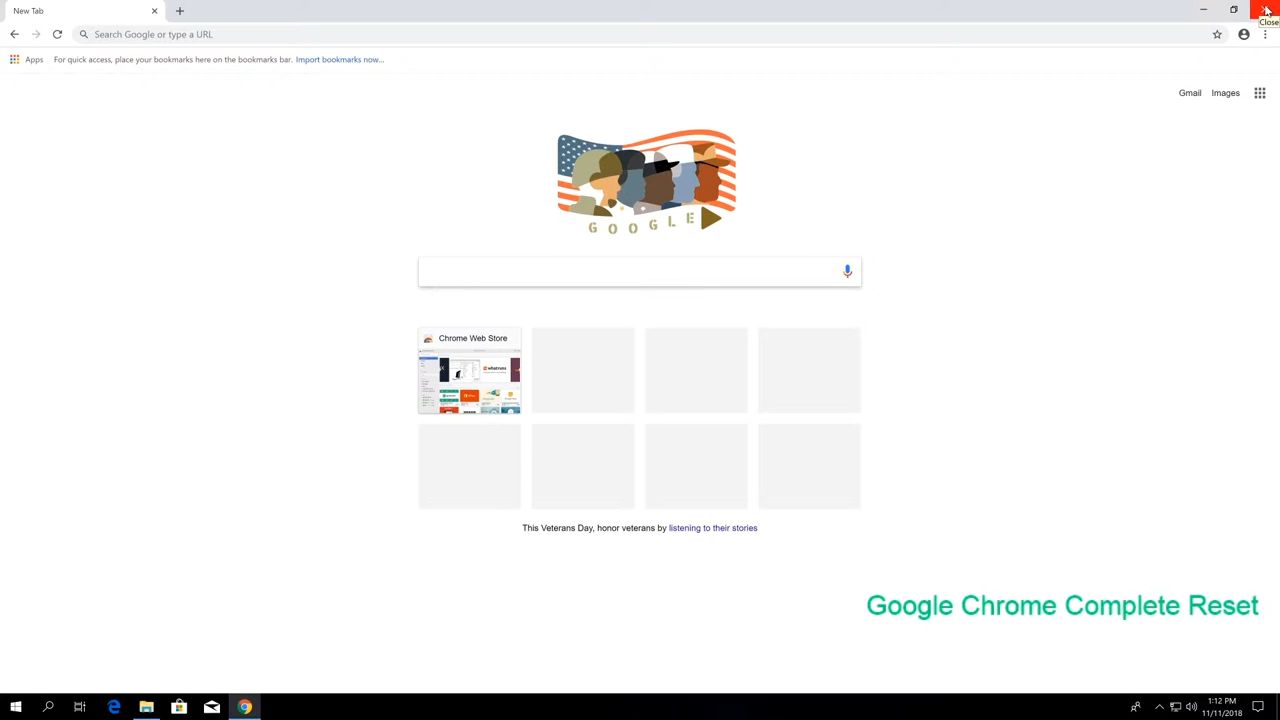 New Tab
Close
Search Google or type a URL
Apps For quick access, place your bookmarks here on the bookmarks bar. Import bookmarks now...
Gmail Images
GOOGLE
Chrome Web Store
This Veterans Day, honor veterans by listening to their stories
Google Chrome Complete Reset
1:12 PM
11/11/2018